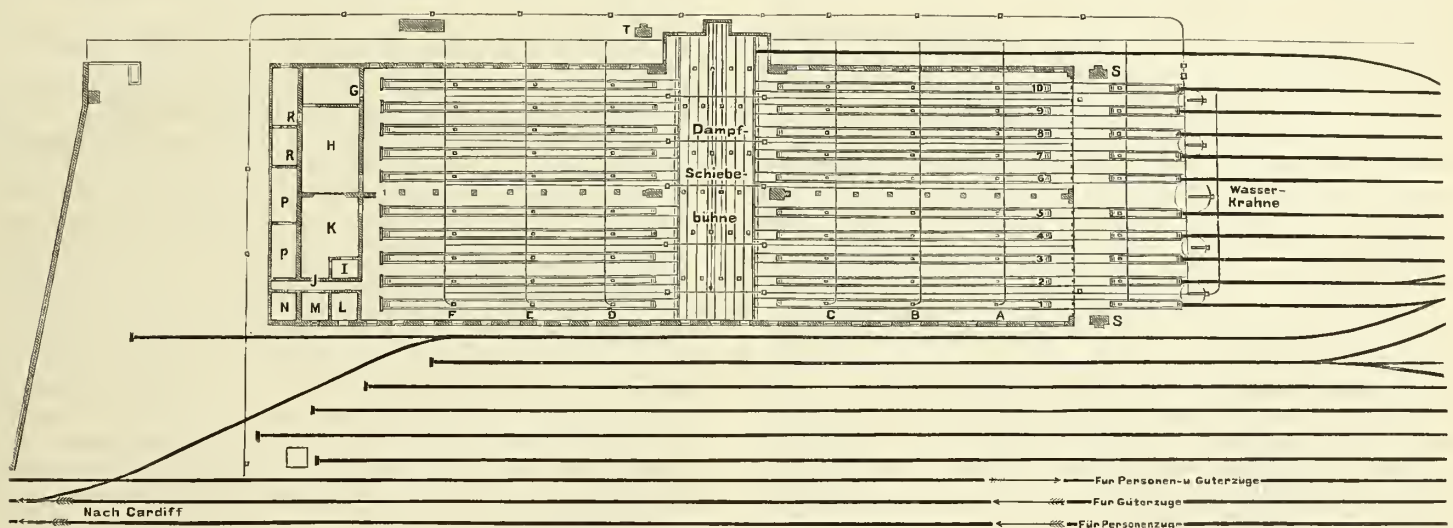 T
S
G
10
9
R
Dampf-
8
H
R
7
Schiebe-
6
1
P
Wasser-
Krahne
bühne
5
K
4
P
I
3
J
2
N M L
1
F E D C B A
S
Für Personen-u Güterzüge
Nach Cardiff
Für Güterzüge
Für Personenzüge